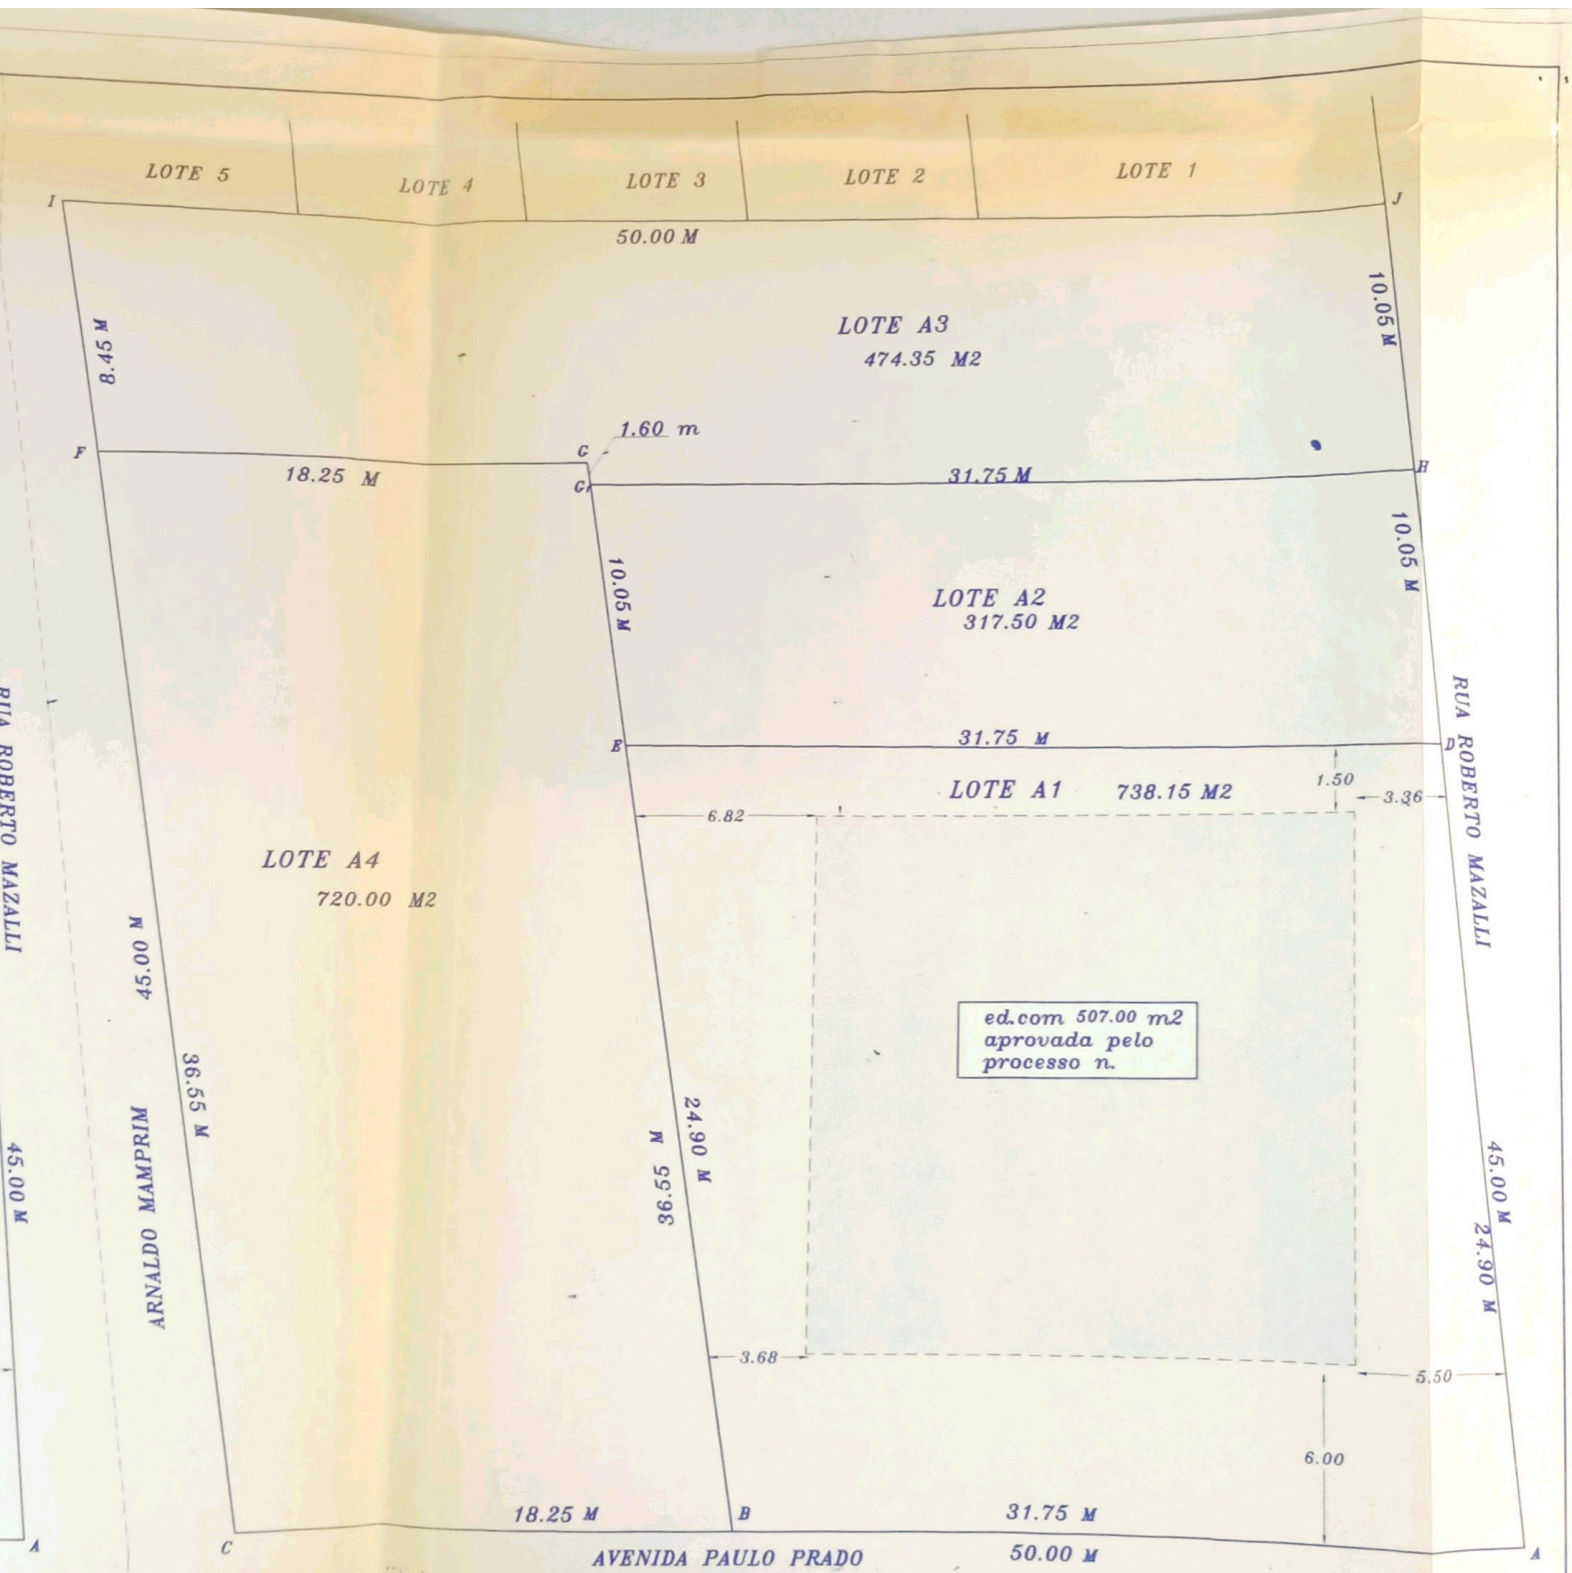 LOTE 5
LOTE 4
LOTE 3
LOTE 2
LOTE 1
I
J
50.00 M
8.45 M
10.05 M
LOTE A3
474.35 M2
1.60 m
F
G
18.25 M
G
31.75 M
H
10.05 M
10.05 M
LOTE A2
317.50 M2
E
31.75 M
D
LOTE A1 738.15 M2
1.50
3.36
6.82
RUA ROBERTO MAZALLI
RUA ROBERTO MAZALLI
LOTE A4
720.00 M2
45.00 M
ed.com 507.00 m2
aprovada pelo
processo n.
36.55 M
24.90 M
36.55 M
ARNALDO MAMPRIM
45.00 M
45.00 M
24.90 M
3.68
5.50
6.00
18.25 M
B
31.75 M
A
C
AVENIDA PAULO PRADO
50.00 M
A